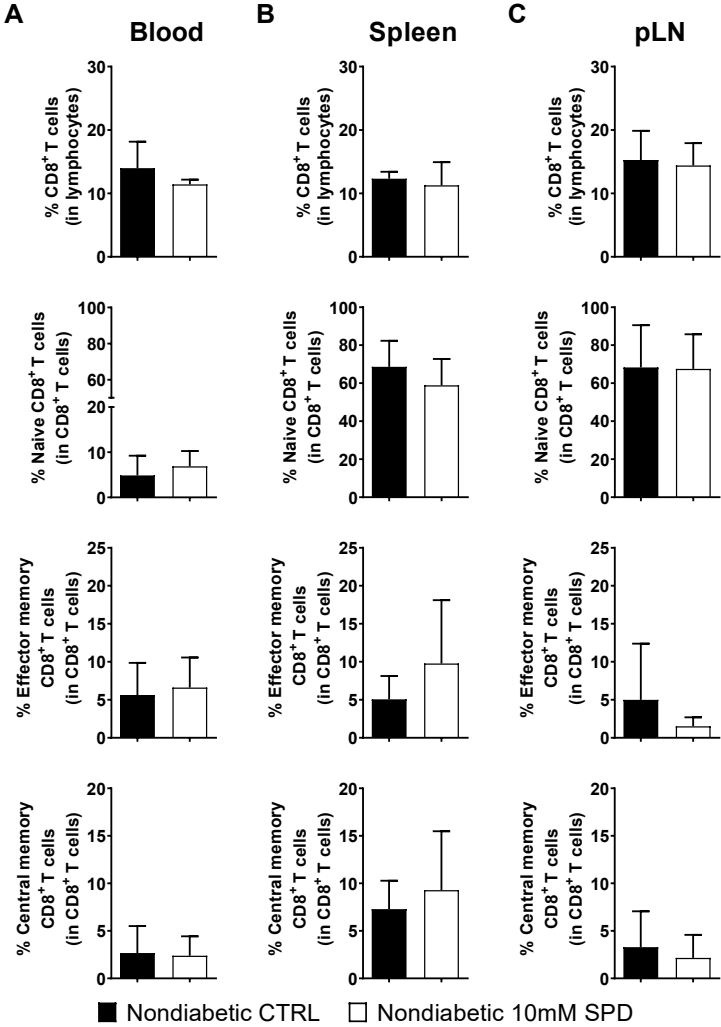 A
Blood
B
Spleen
C
pLN
% CD8⁺ T cells
(in lymphocytes)
30
20
10
0
% CD8⁺ T cells
(in lymphocytes)
30
20
10
0
% CD8⁺ T cells
(in lymphocytes)
30
20
10
0
% Naive CD8⁺ T cells
(in CD8⁺ T cells)
100
80
60
20
10
0
% Naive CD8⁺ T cells
(in CD8⁺ T cells)
100
80
60
40
20
0
% Naive CD8⁺ T cells
(in CD8⁺ T cells)
100
80
60
40
20
0
% Effector memory
CD8⁺ T cells
(in CD8⁺ T cells)
25
20
15
10
5
0
% Effector memory
CD8⁺ T cells
(in CD8⁺ T cells)
25
20
15
10
5
0
% Effector memory
CD8⁺ T cells
(in CD8⁺ T cells)
25
20
15
10
5
0
% Central memory
CD8⁺ T cells
(in CD8⁺ T cells)
20
15
10
5
0
% Central memory
CD8⁺ T cells
(in CD8⁺ T cells)
20
15
10
5
0
% Central memory
CD8⁺ T cells
(in CD8⁺ T cells)
20
15
10
5
0
Nondiabetic CTRL
Nondiabetic 10mM SPD